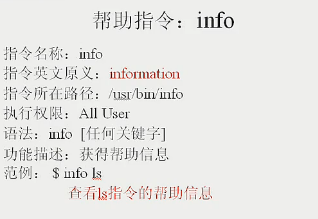 帮助指令：info
指令名称：info
指令英文原义：information
指令所在路径：/usr/bin/info
执行权限：All User
语法：info [任何关键字]
功能描述：获得帮助信息
范例： $ info ls
查看ls指令的帮助信息